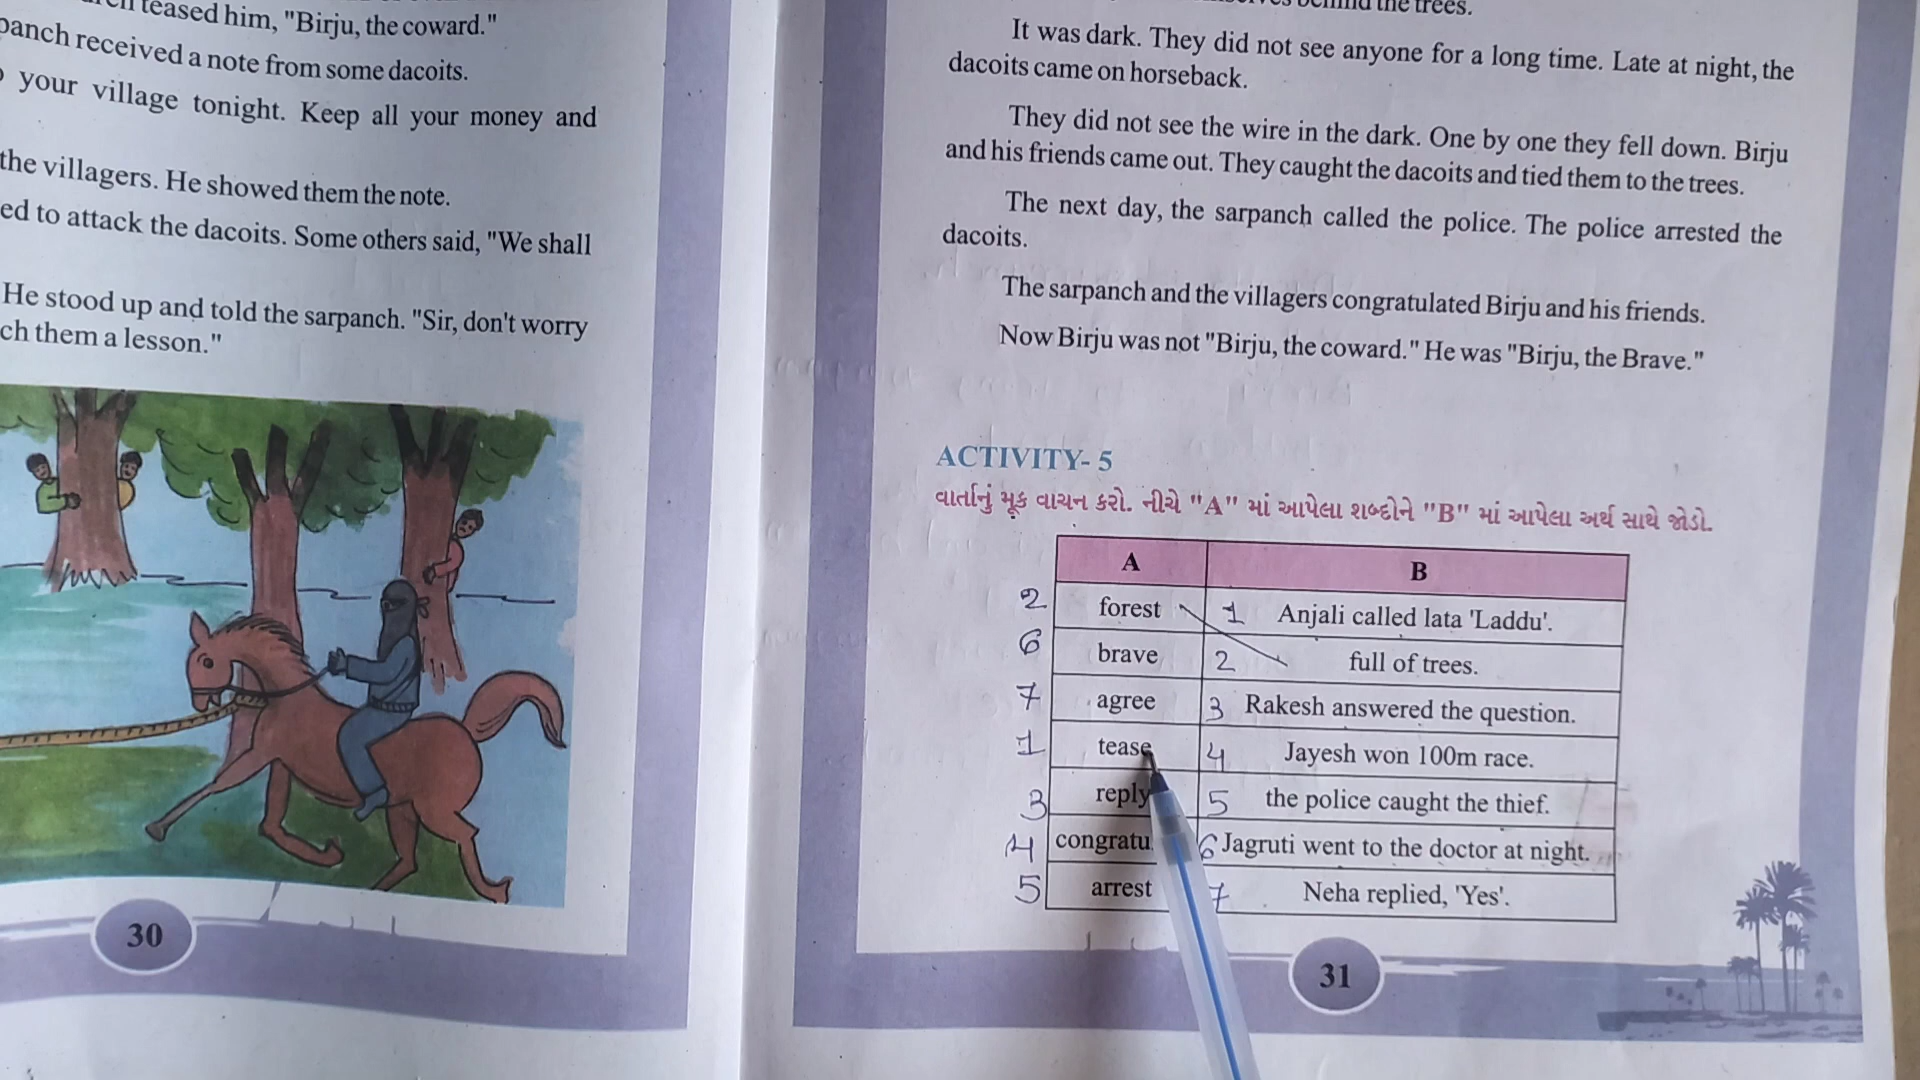 teased him, "Birju, the coward."
panch received a note from some dacoits.
your village tonight. Keep all your money and
the villagers. He showed them the note.
ed to attack the dacoits. Some others said, "We shall
He stood up and told the sarpanch. "Sir, don't worry
ch them a lesson."
30
behind the trees.
It was dark. They did not see anyone for a long time. Late at night, the
dacoits came on horseback.
They did not see the wire in the dark. One by one they fell down. Birju
and his friends came out. They caught the dacoits and tied them to the trees.
The next day, the sarpanch called the police. The police arrested the
dacoits.
The sarpanch and the villagers congratulated Birju and his friends.
Now Birju was not "Birju, the coward." He was "Birju, the Brave."
ACTIVITY- 5
વાર્તાનું મૂક વાચન કરો. નીચે "A" માં આપેલા શબ્દોને "B" માં આપેલા અર્થ સાથે જોડો.
A B
2 forest 1 Anjali called lata 'Laddu'.
6 brave 2 full of trees.
7 agree 3 Rakesh answered the question.
1 tease 4 Jayesh won 100m race.
3 reply 5 the police caught the thief.
4 congratu 6 Jagruti went to the doctor at night.
5 arrest 7 Neha replied, 'Yes'.
31